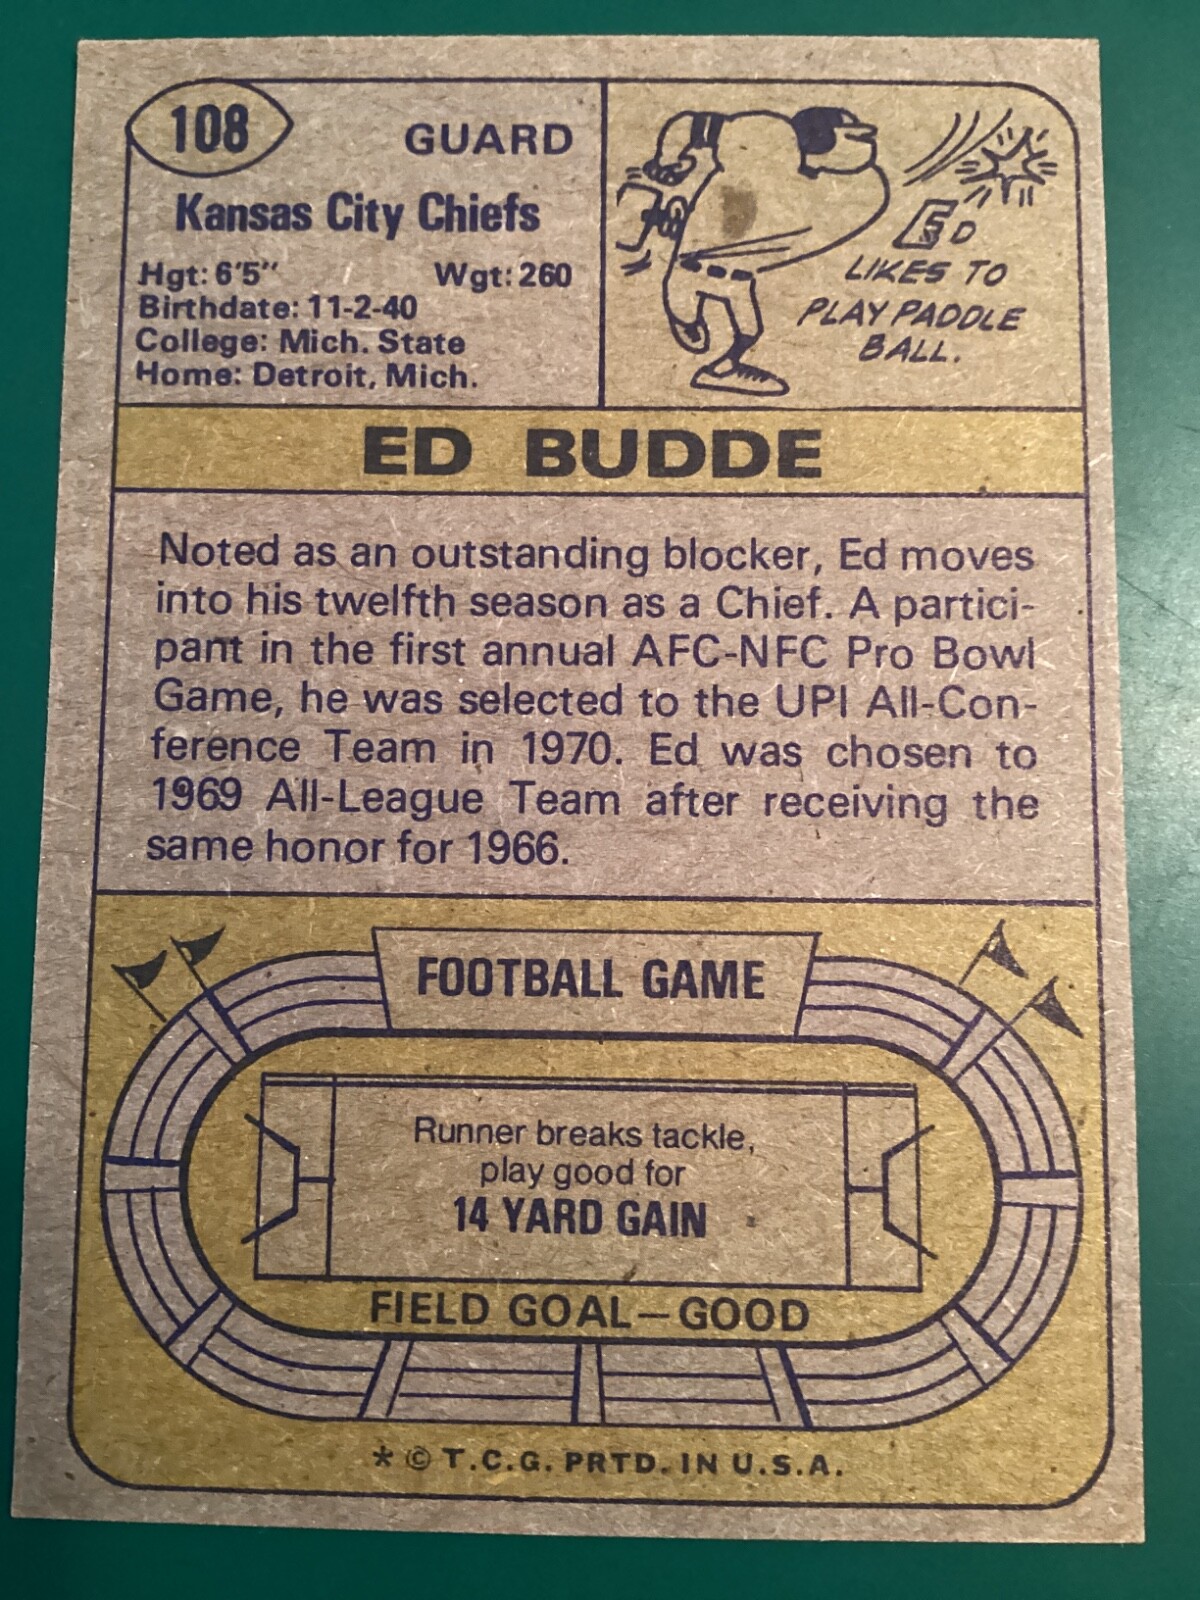 108
GUARD
Kansas City Chiefs
Hgt: 6'5" Wgt: 260
Birthdate: 11-2-40
College: Mich. State
Home: Detroit, Mich.
ED
LIKES TO
PLAY PADDLE
BALL.
ED BUDDE
Noted as an outstanding blocker, Ed moves
into his twelfth season as a Chief. A partici-
pant in the first annual AFC-NFC Pro Bowl
Game, he was selected to the UPI All-Con-
ference Team in 1970. Ed was chosen to
1969 All-League Team after receiving the
same honor for 1966.
FOOTBALL GAME
Runner breaks tackle,
play good for
14 YARD GAIN
FIELD GOAL—GOOD
* © T.C.G. PRTD. IN U.S.A.